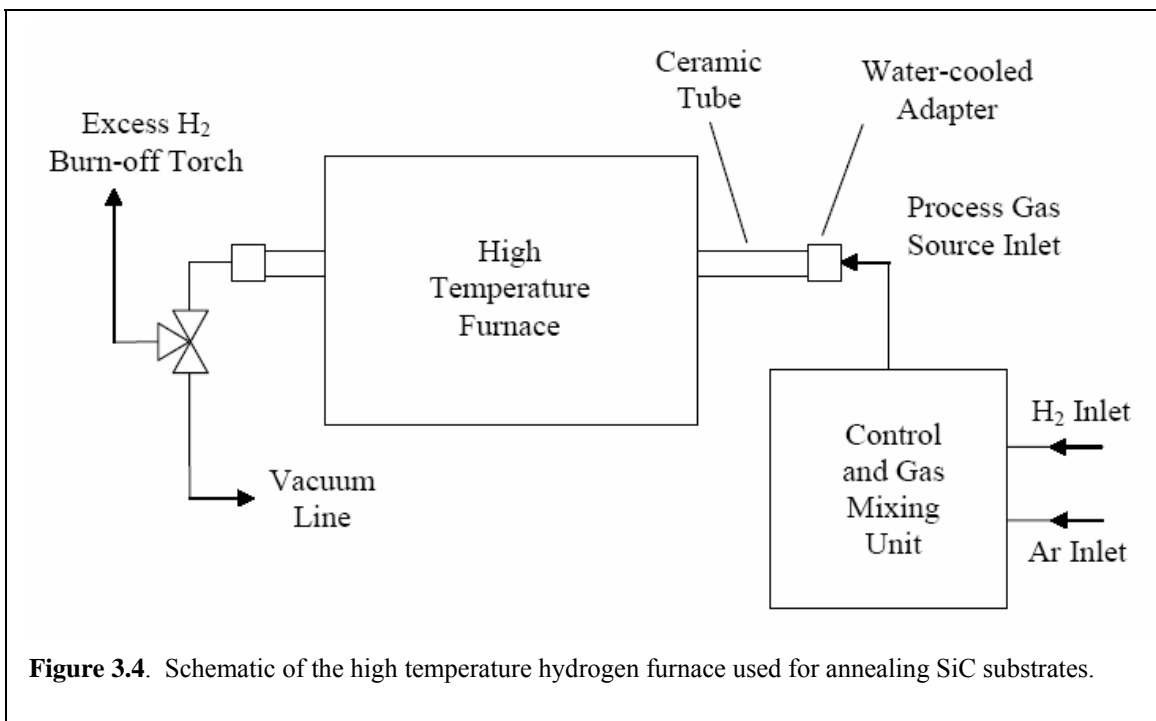 Excess H₂
Burn-off Torch
Ceramic
Tube
Water-cooled
Adapter
Process Gas
Source Inlet
High
Temperature
Furnace
Vacuum
Line
Control
and Gas
Mixing
Unit
H₂ Inlet
Ar Inlet
Figure 3.4. Schematic of the high temperature hydrogen furnace used for annealing SiC substrates.